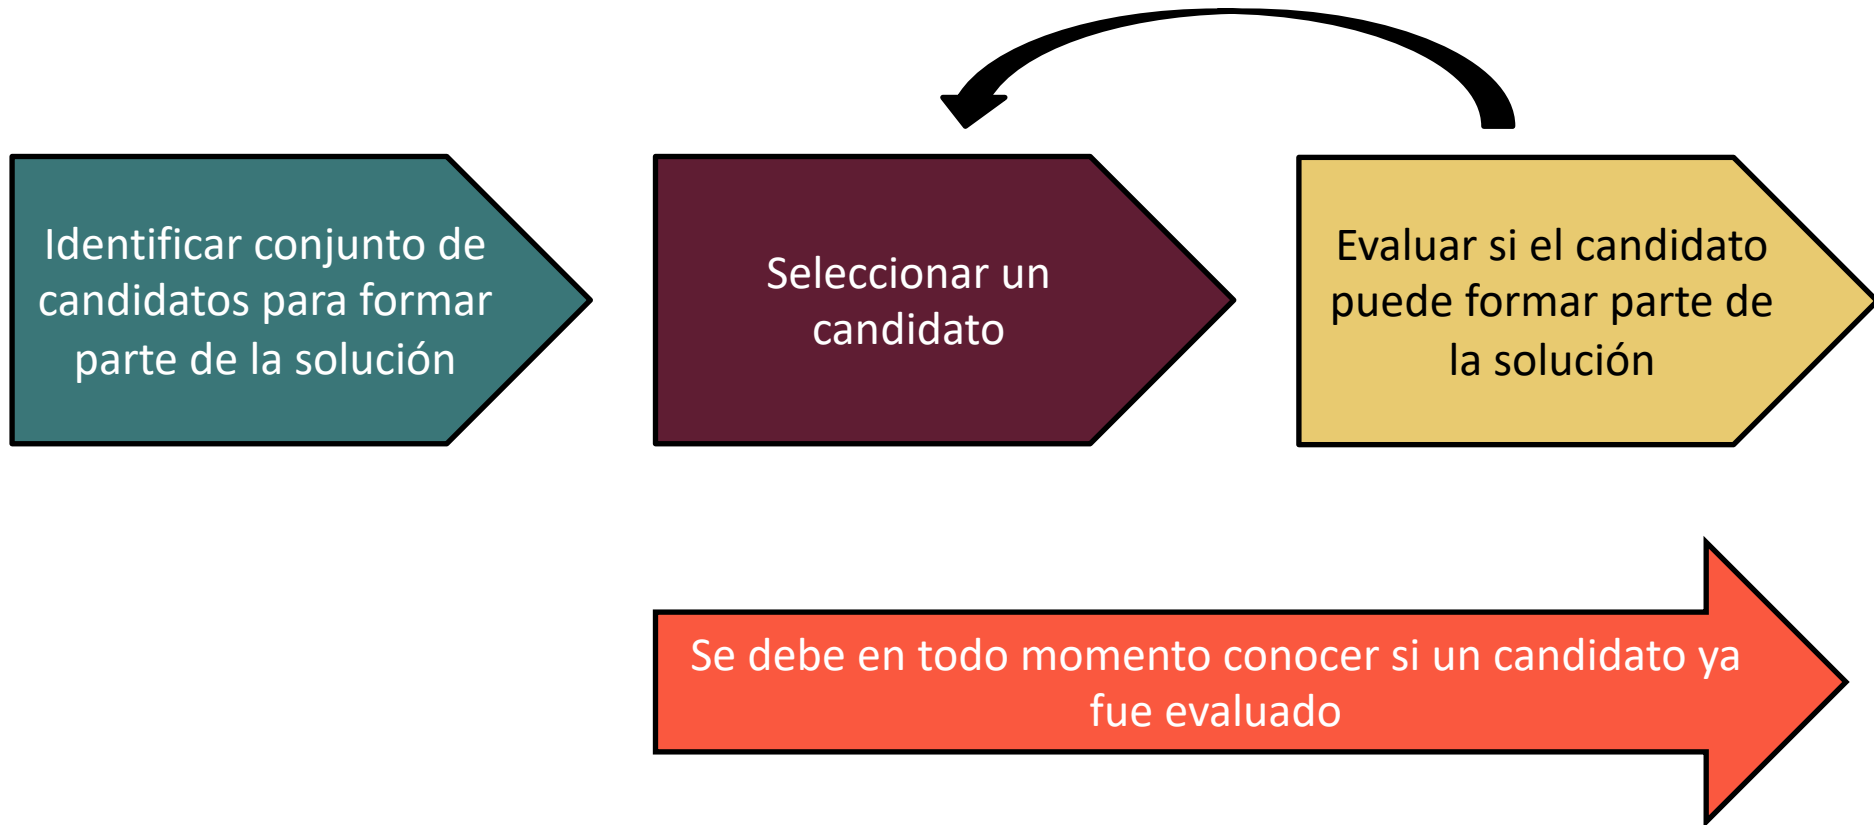 Identificar conjunto de
candidatos para formar
parte de la solución
Seleccionar un
candidato
Evaluar si el candidato
puede formar parte de
la solución
Se debe en todo momento conocer si un candidato ya
fue evaluado